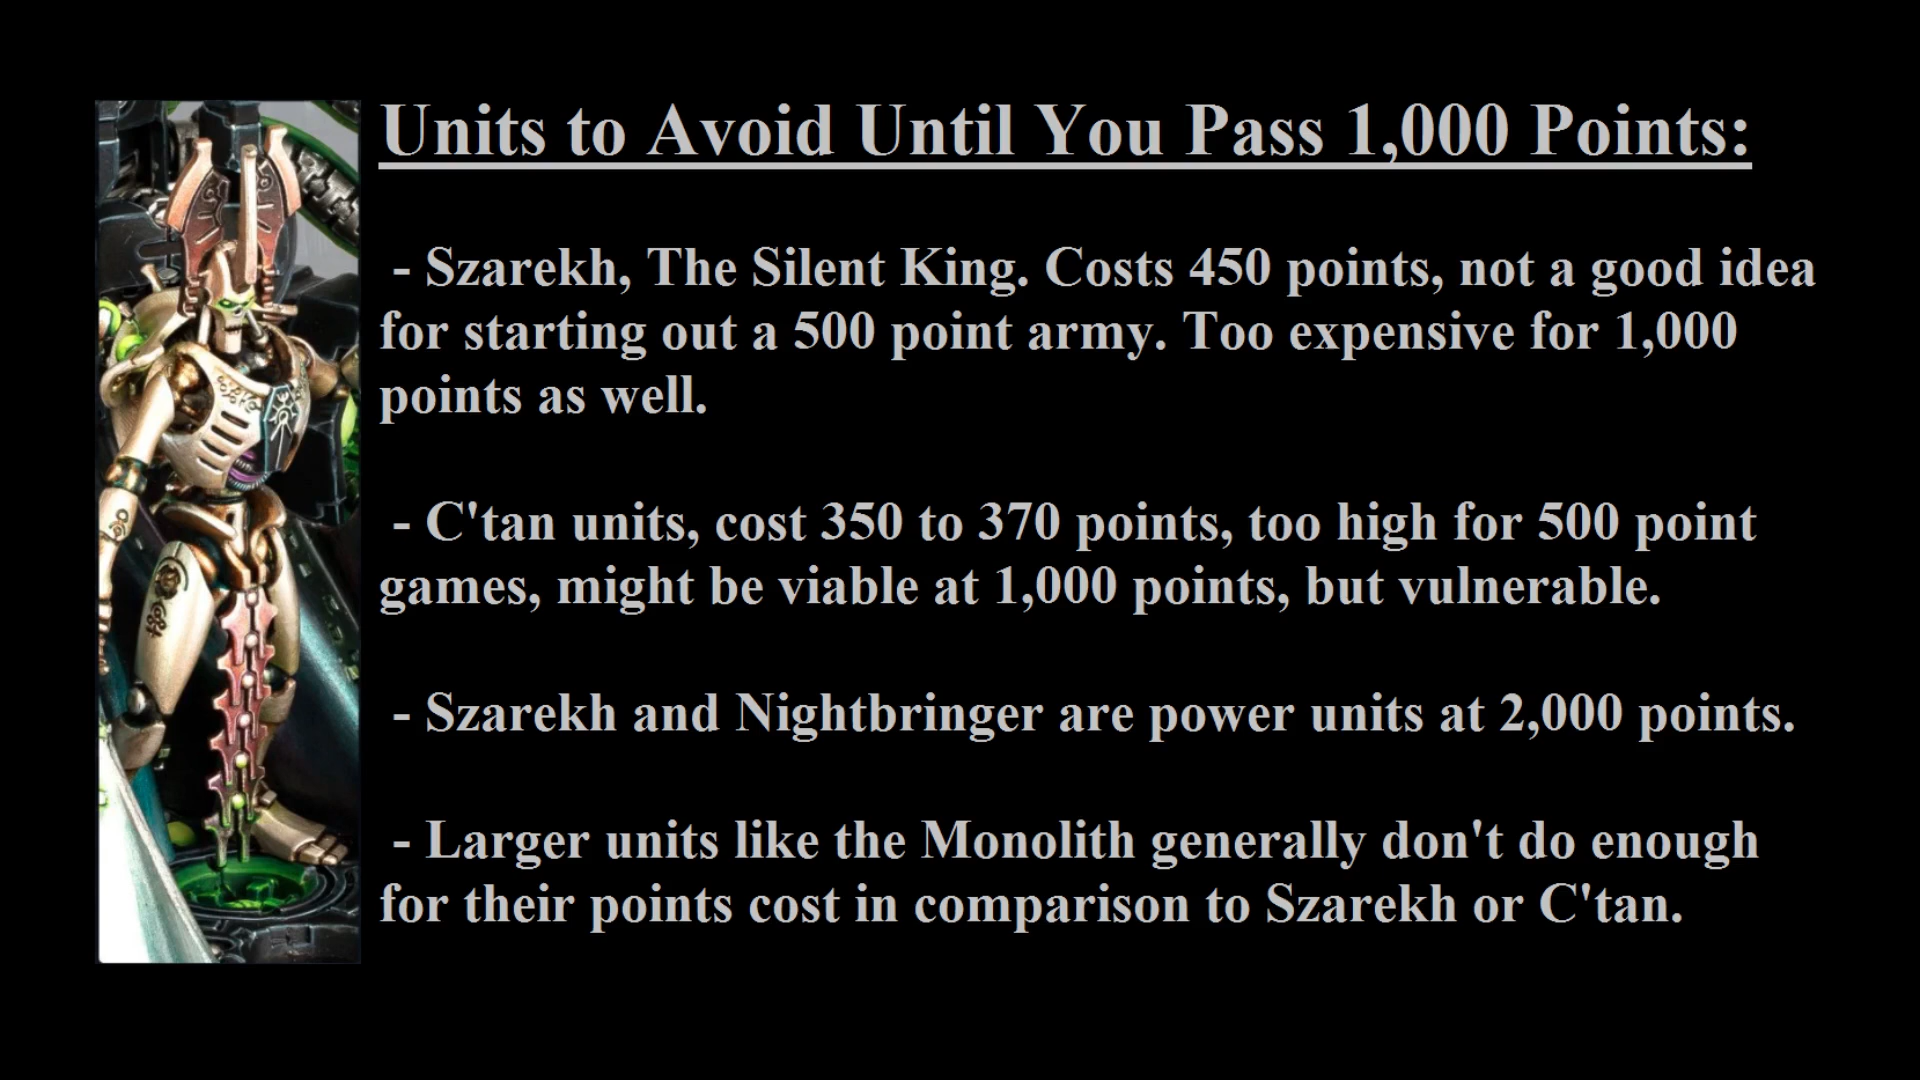 Units to Avoid Until You Pass 1,000 Points:
- Szarekh, The Silent King. Costs 450 points, not a good idea
for starting out a 500 point army. Too expensive for 1,000
points as well.
- C'tan units, cost 350 to 370 points, too high for 500 point
games, might be viable at 1,000 points, but vulnerable.
- Szarekh and Nightbringer are power units at 2,000 points.
- Larger units like the Monolith generally don't do enough
for their points cost in comparison to Szarekh or C'tan.